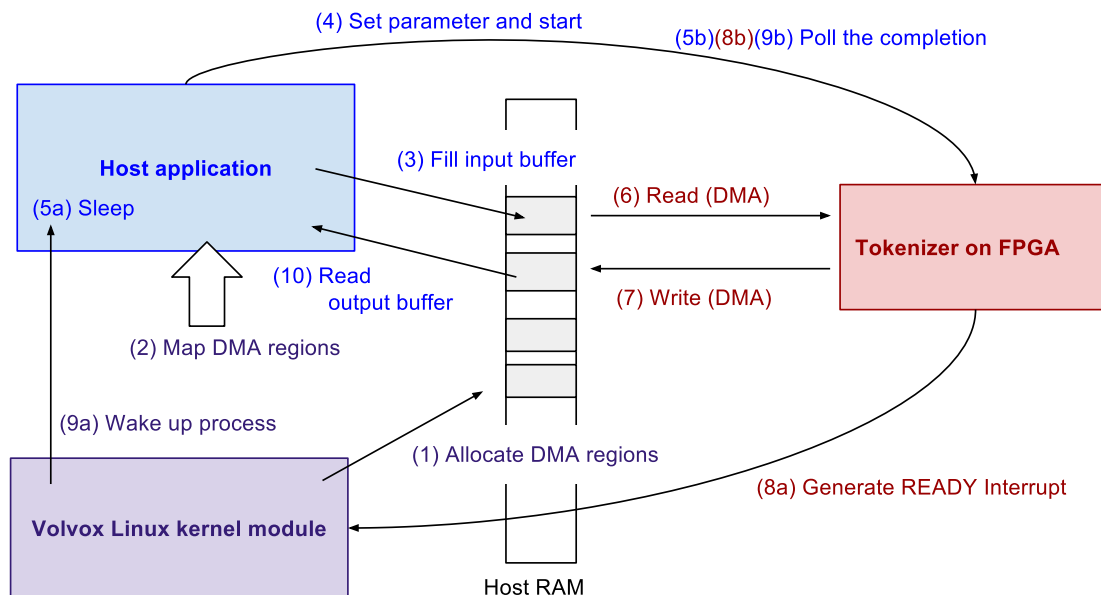 (4) Set parameter and start
(5b)(8b)(9b) Poll the completion
Host application
(3) Fill input buffer
(5a) Sleep
(6) Read (DMA)
Tokenizer on FPGA
(10) Read
output buffer
(7) Write (DMA)
(2) Map DMA regions
(9a) Wake up process
(1) Allocate DMA regions
(8a) Generate READY Interrupt
Volvox Linux kernel module
Host RAM